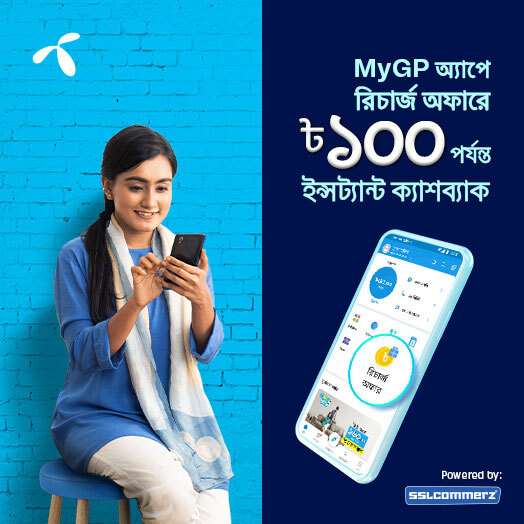 MyGP অ্যাপে
রিচার্জ অফারে
৳১০০ পর্যন্ত
ইন্সট্যান্ট ক্যাশব্যাক
রিচার্জ
অফার
Powered by:
SSLCOMMERZ